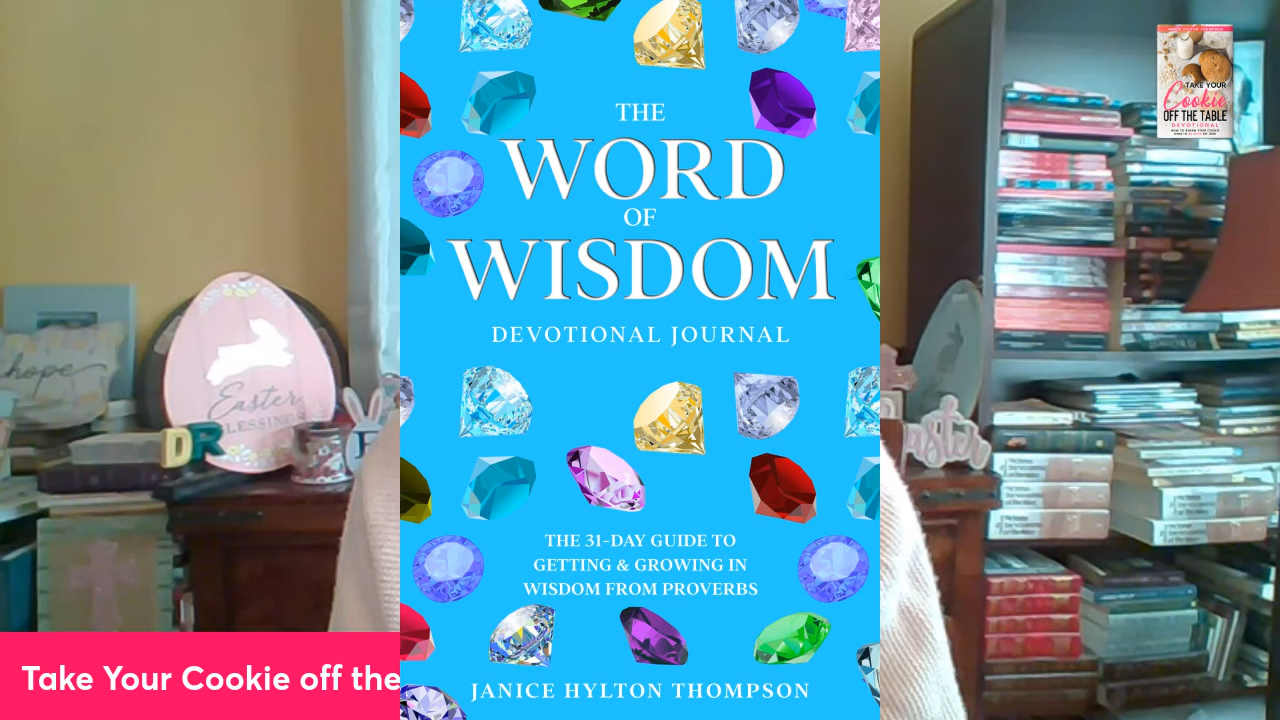 THE
WORD
OF
WISDOM
DEVOTIONAL JOURNAL
THE 31-DAY GUIDE TO
GETTING & GROWING IN
WISDOM FROM PROVERBS
JANICE HYLTON THOMPSON
Take Your Cookie off the
TAKE YOUR
Cookie
OFF THE TABLE
DEVOTIONAL
hope
Easter
BLESSINGS
DR